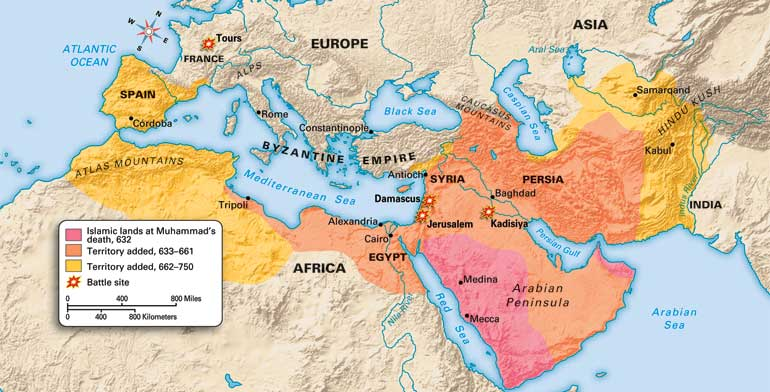 N
E
S
W
ATLANTIC
OCEAN
Tours
FRANCE
ALPS
EUROPE
ASIA
Aral Sea
SPAIN
Córdoba
Rome
Constantinople
Black Sea
CAUCASUS
MOUNTAINS
Caspian Sea
Samarqand
HINDU KUSH
Kabul
BYZANTINE EMPIRE
ATLAS MOUNTAINS
Mediterranean Sea
Antioch
SYRIA
PERSIA
Damascus
Baghdad
Tripoli
Alexandria
Jerusalem
Kadisiya
Indus River
INDIA
Cairo
EGYPT
Persian Gulf
AFRICA
Medina
Arabian
Peninsula
Mecca
Red Sea
Nile River
Arabian
Sea
Islamic lands at Muhammad's
death, 632
Territory added, 633–661
Territory added, 662–750
Battle site
0 400 800 Miles
0 400 800 Kilometers